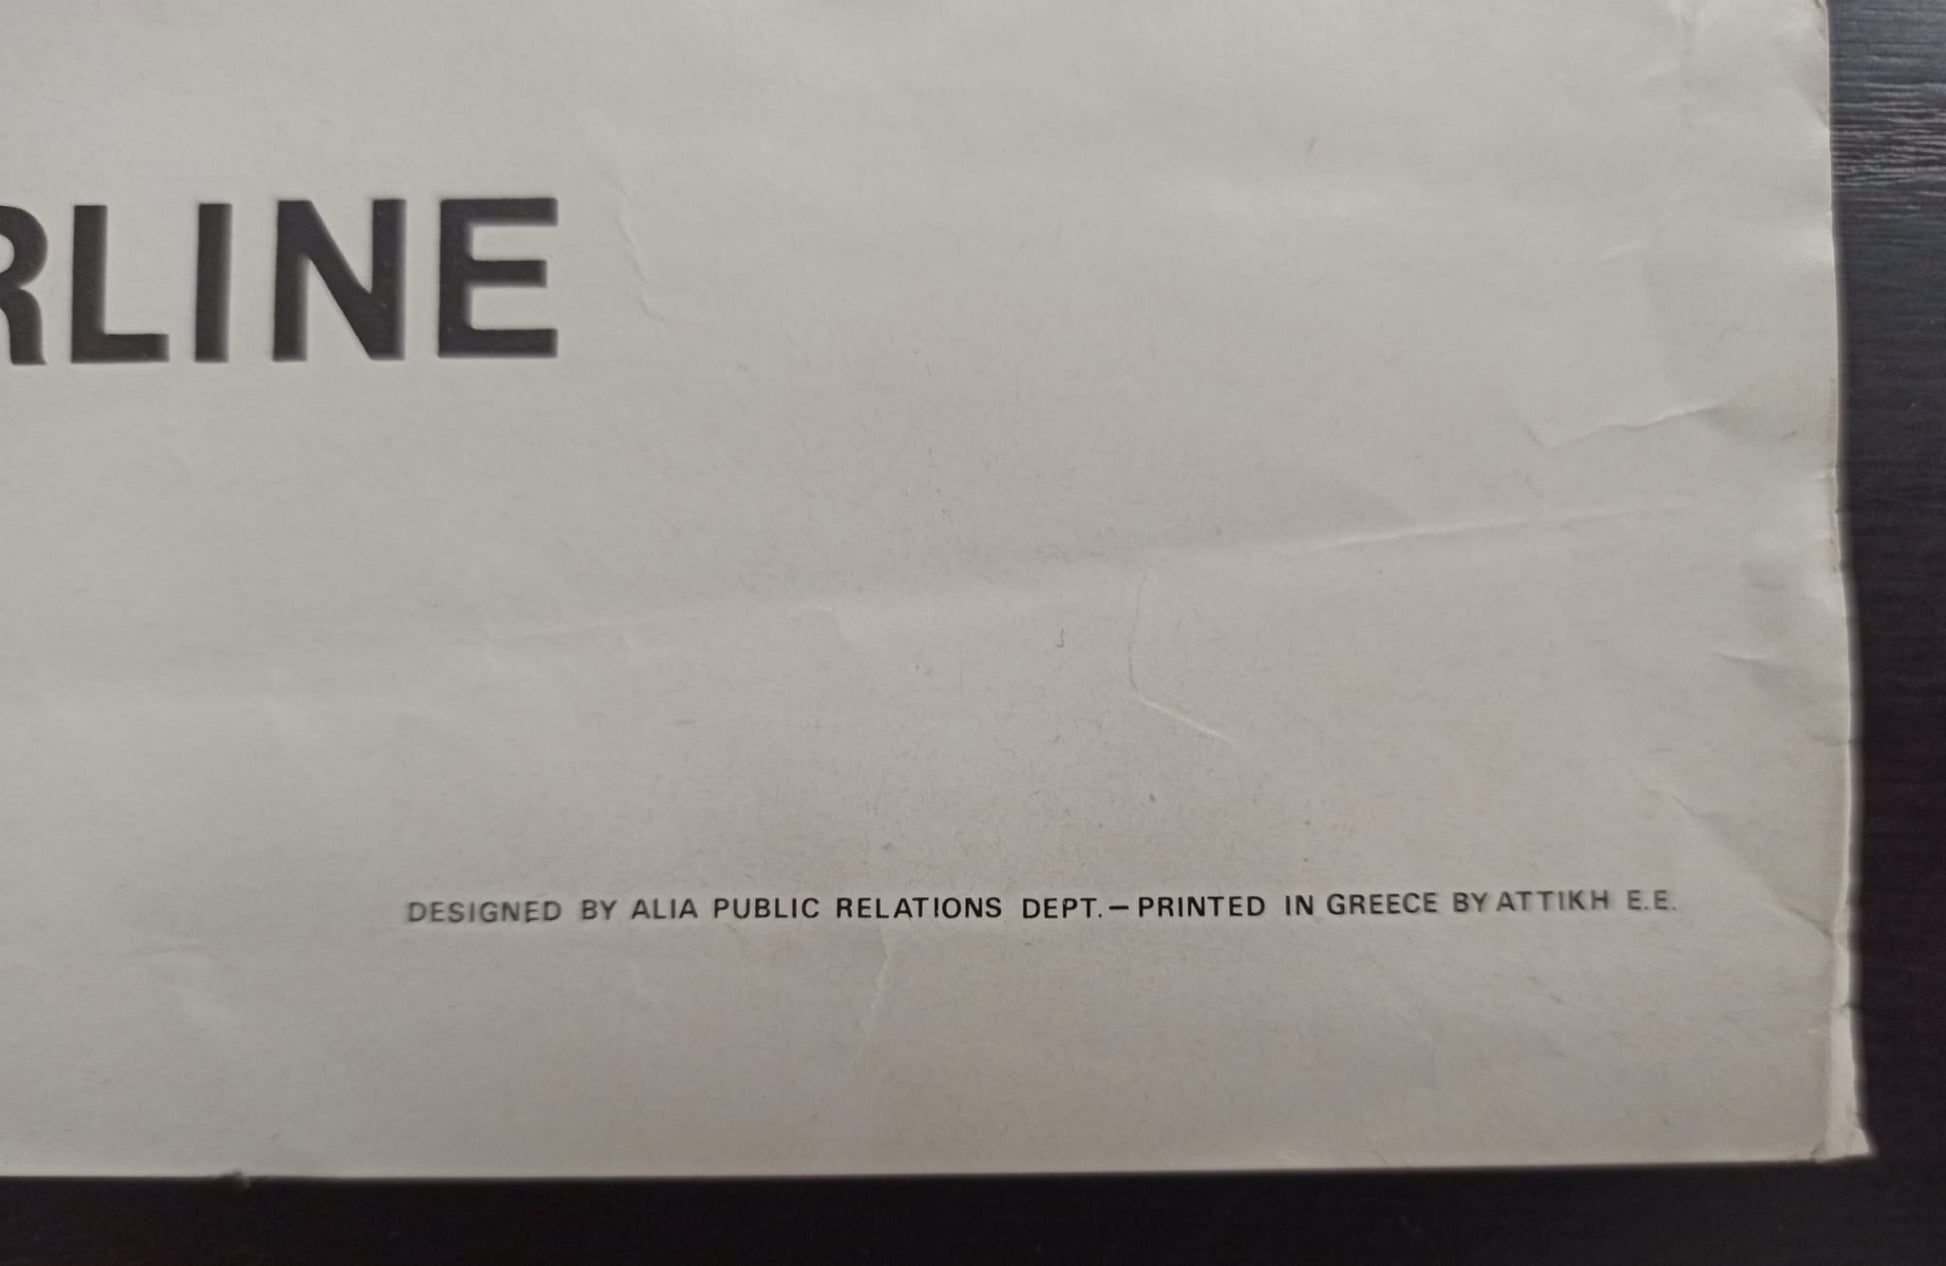 RLINE
DESIGNED BY ALIA PUBLIC RELATIONS DEPT.—PRINTED IN GREECE BY ATTIKH E.E.